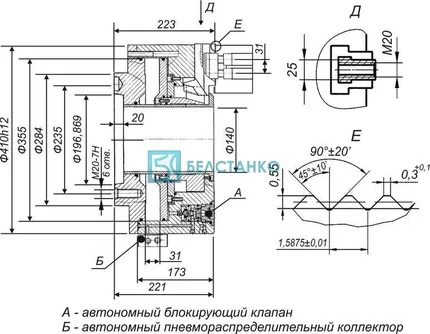 223
Д
Е
31
Д
М20
25
Ф410h12
Ф355
Ф284
Ф235
Ф196,869
М20-7Н
6 отв.
20
Ф140
БЕЛСТАНКО
А
Б
31
173
221
Е
90°±20'
45°±10'
0,3+0,1
0,55
1,5875±0,01
А - автономный блокирующий клапан
Б - автономный пневмораспределительный коллектор